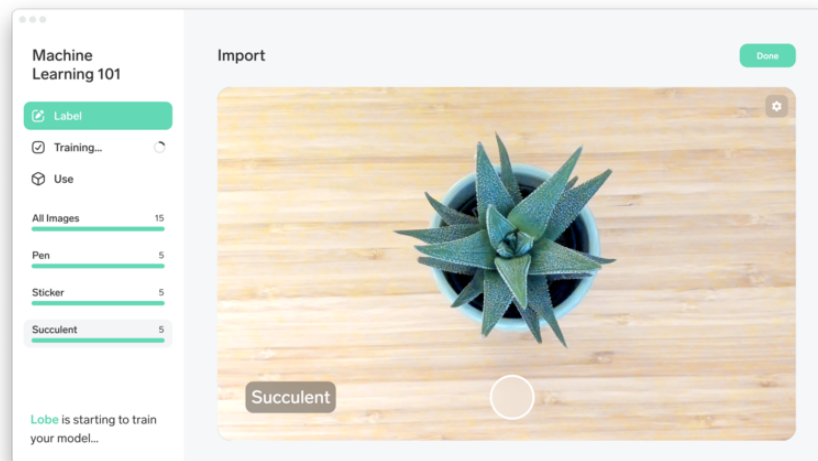 Machine
Learning 101
Label
Training...
Use
All Images 15
Pen 5
Sticker 5
Succulent 5
Lobe is starting to train
your model...
Import
Done
Succulent